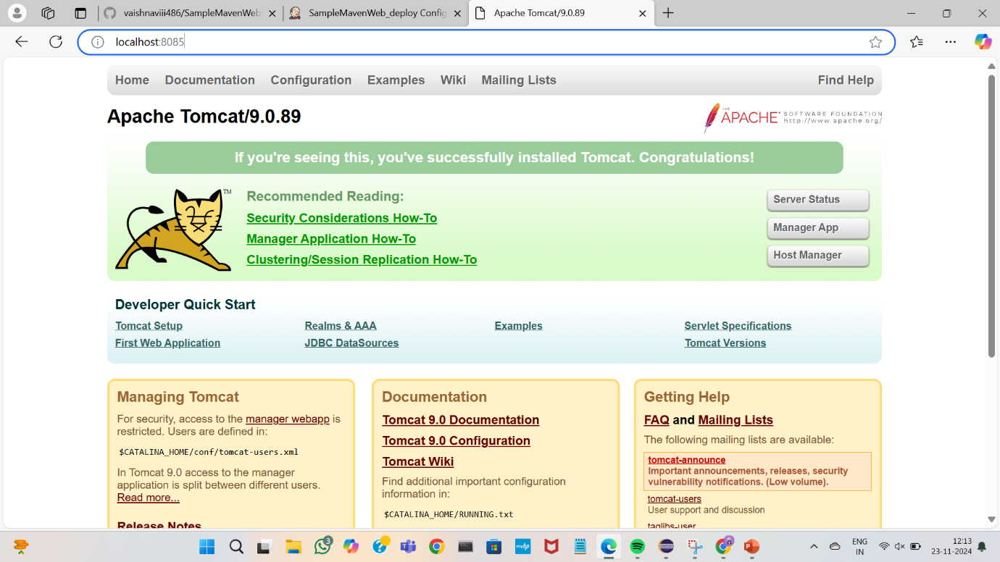 vaishnaviii486/SampleMavenWeb
SampleMavenWeb_deploy Config
Apache Tomcat/9.0.89
localhost:8085
Home Documentation Configuration Examples Wiki Mailing Lists Find Help
Apache Tomcat/9.0.89
THE APACHE SOFTWARE FOUNDATION
http://www.apache.org/
If you're seeing this, you've successfully installed Tomcat. Congratulations!
TM
Recommended Reading:
Security Considerations How-To
Manager Application How-To
Clustering/Session Replication How-To
Server Status
Manager App
Host Manager
Developer Quick Start
Tomcat Setup
First Web Application
Realms & AAA
JDBC DataSources
Examples
Servlet Specifications
Tomcat Versions
Managing Tomcat
For security, access to the manager webapp is
restricted. Users are defined in:
$CATALINA_HOME/conf/tomcat-users.xml
In Tomcat 9.0 access to the manager
application is split between different users.
Read more...
Release Notes
Documentation
Tomcat 9.0 Documentation
Tomcat 9.0 Configuration
Tomcat Wiki
Find additional important configuration
information in:
$CATALINA_HOME/RUNNING.txt
Getting Help
FAQ and Mailing Lists
The following mailing lists are available:
tomcat-announce
Important announcements, releases, security
vulnerability notifications. (Low volume).
tomcat-users
User support and discussion
taglibs-user
3
myhp
ENG
IN
12:13
23-11-2024